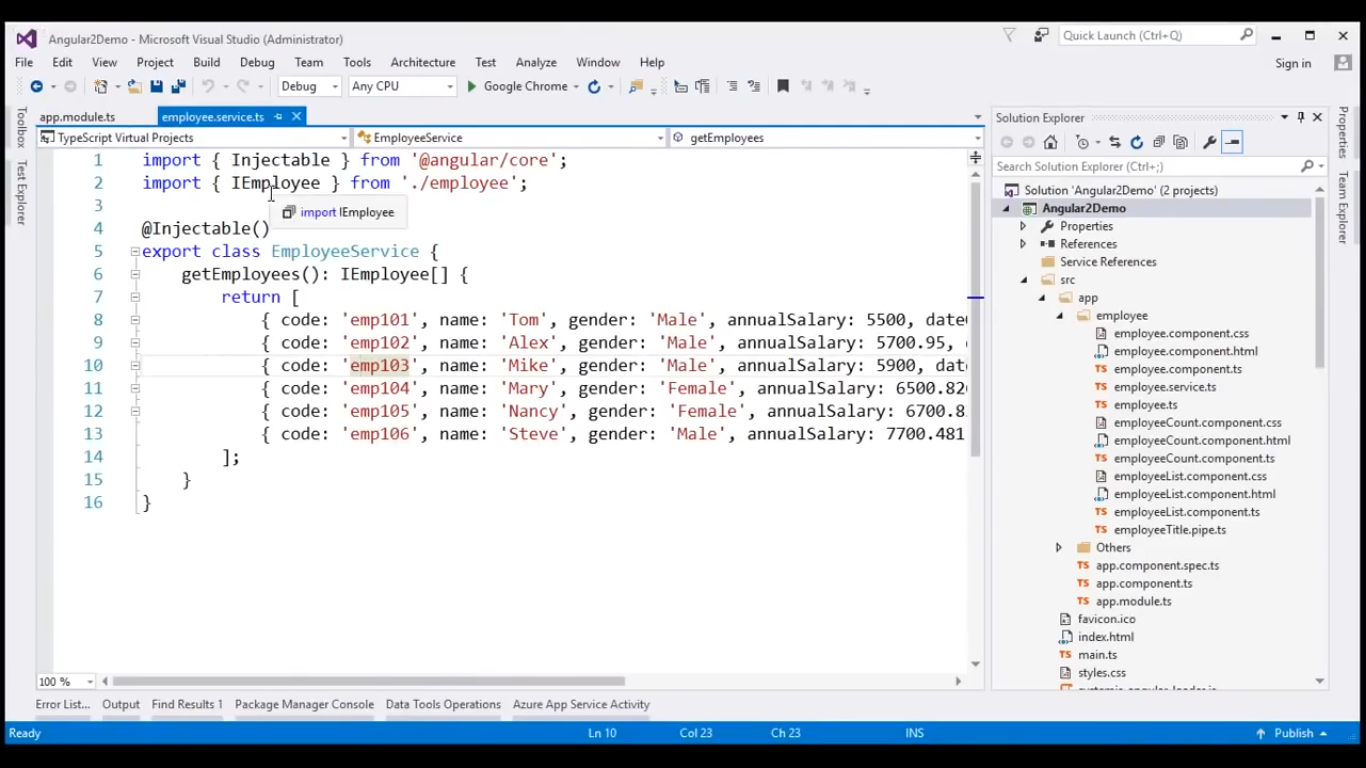 Angular2Demo - Microsoft Visual Studio (Administrator)
Quick Launch (Ctrl+Q)
File Edit View Project Build Debug Team Tools Architecture Test Analyze Window Help
Sign in
Debug Any CPU Google Chrome
Toolbox
Test Explorer
app.module.ts employee.service.ts
TypeScript Virtual Projects EmployeeService getEmployees
1 import { Injectable } from '@angular/core';
2 import { IEmployee } from './employee';
3
import IEmployee
4 @Injectable()
5 export class EmployeeService {
6 getEmployees(): IEmployee[] {
7 return [
8 { code: 'emp101', name: 'Tom', gender: 'Male', annualSalary: 5500, date
9 { code: 'emp102', name: 'Alex', gender: 'Male', annualSalary: 5700.95,
10 { code: 'emp103', name: 'Mike', gender: 'Male', annualSalary: 5900, dat
11 { code: 'emp104', name: 'Mary', gender: 'Female', annualSalary: 6500.826
12 { code: 'emp105', name: 'Nancy', gender: 'Female', annualSalary: 6700.8
13 { code: 'emp106', name: 'Steve', gender: 'Male', annualSalary: 7700.481
14 ];
15 }
16 }
100 %
Error List... Output Find Results 1 Package Manager Console Data Tools Operations Azure App Service Activity
Ready Ln 10 Col 23 Ch 23 INS Publish
Solution Explorer
Search Solution Explorer (Ctrl+;)
Solution 'Angular2Demo' (2 projects)
Angular2Demo
Properties
References
Service References
src
app
employee
employee.component.css
employee.component.html
employee.component.ts
employee.service.ts
employee.ts
employeeCount.component.css
employeeCount.component.html
employeeCount.component.ts
employeeList.component.css
employeeList.component.html
employeeList.component.ts
employeeTitle.pipe.ts
Others
app.component.spec.ts
app.component.ts
app.module.ts
favicon.ico
index.html
main.ts
styles.css
Properties
Team Explorer